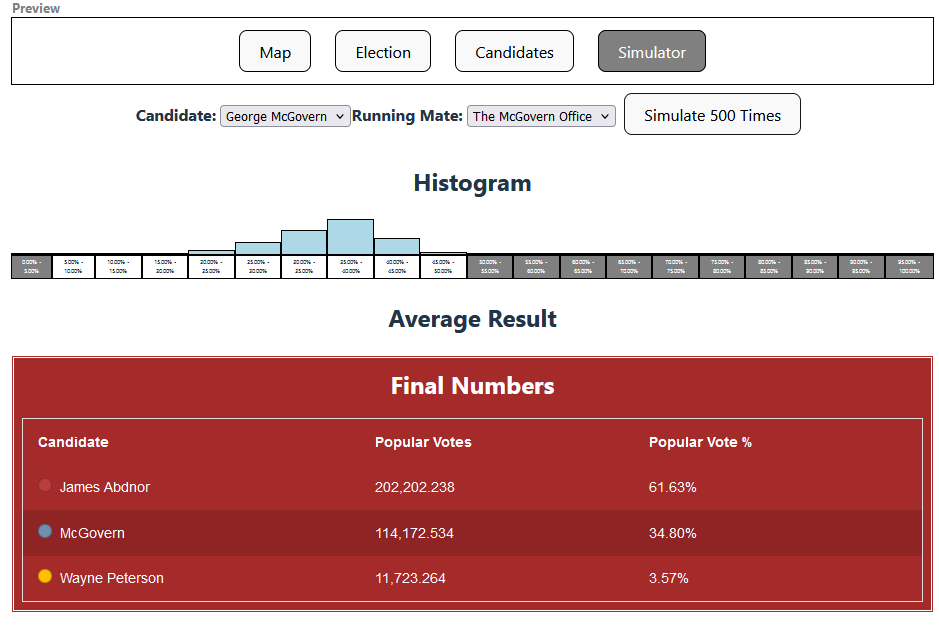 Preview
Map Election Candidates Simulator
Candidate: George McGovern Running Mate: The McGovern Office Simulate 500 Times
Histogram
0.00% - 5.00% - 10.00% - 15.00% - 20.00% - 25.00% - 30.00% - 35.00% - 40.00% - 45.00% - 50.00% - 55.00% - 60.00% - 65.00% - 70.00% - 75.00% - 80.00% - 85.00% - 90.00% - 95.00% -
5.00% 10.00% 15.00% 20.00% 25.00% 30.00% 35.00% 40.00% 45.00% 50.00% 55.00% 60.00% 65.00% 70.00% 75.00% 80.00% 85.00% 90.00% 95.00% 100.00%
Average Result
Final Numbers
Candidate Popular Votes Popular Vote %
James Abdnor 202,202.238 61.63%
McGovern 114,172.534 34.80%
Wayne Peterson 11,723.264 3.57%